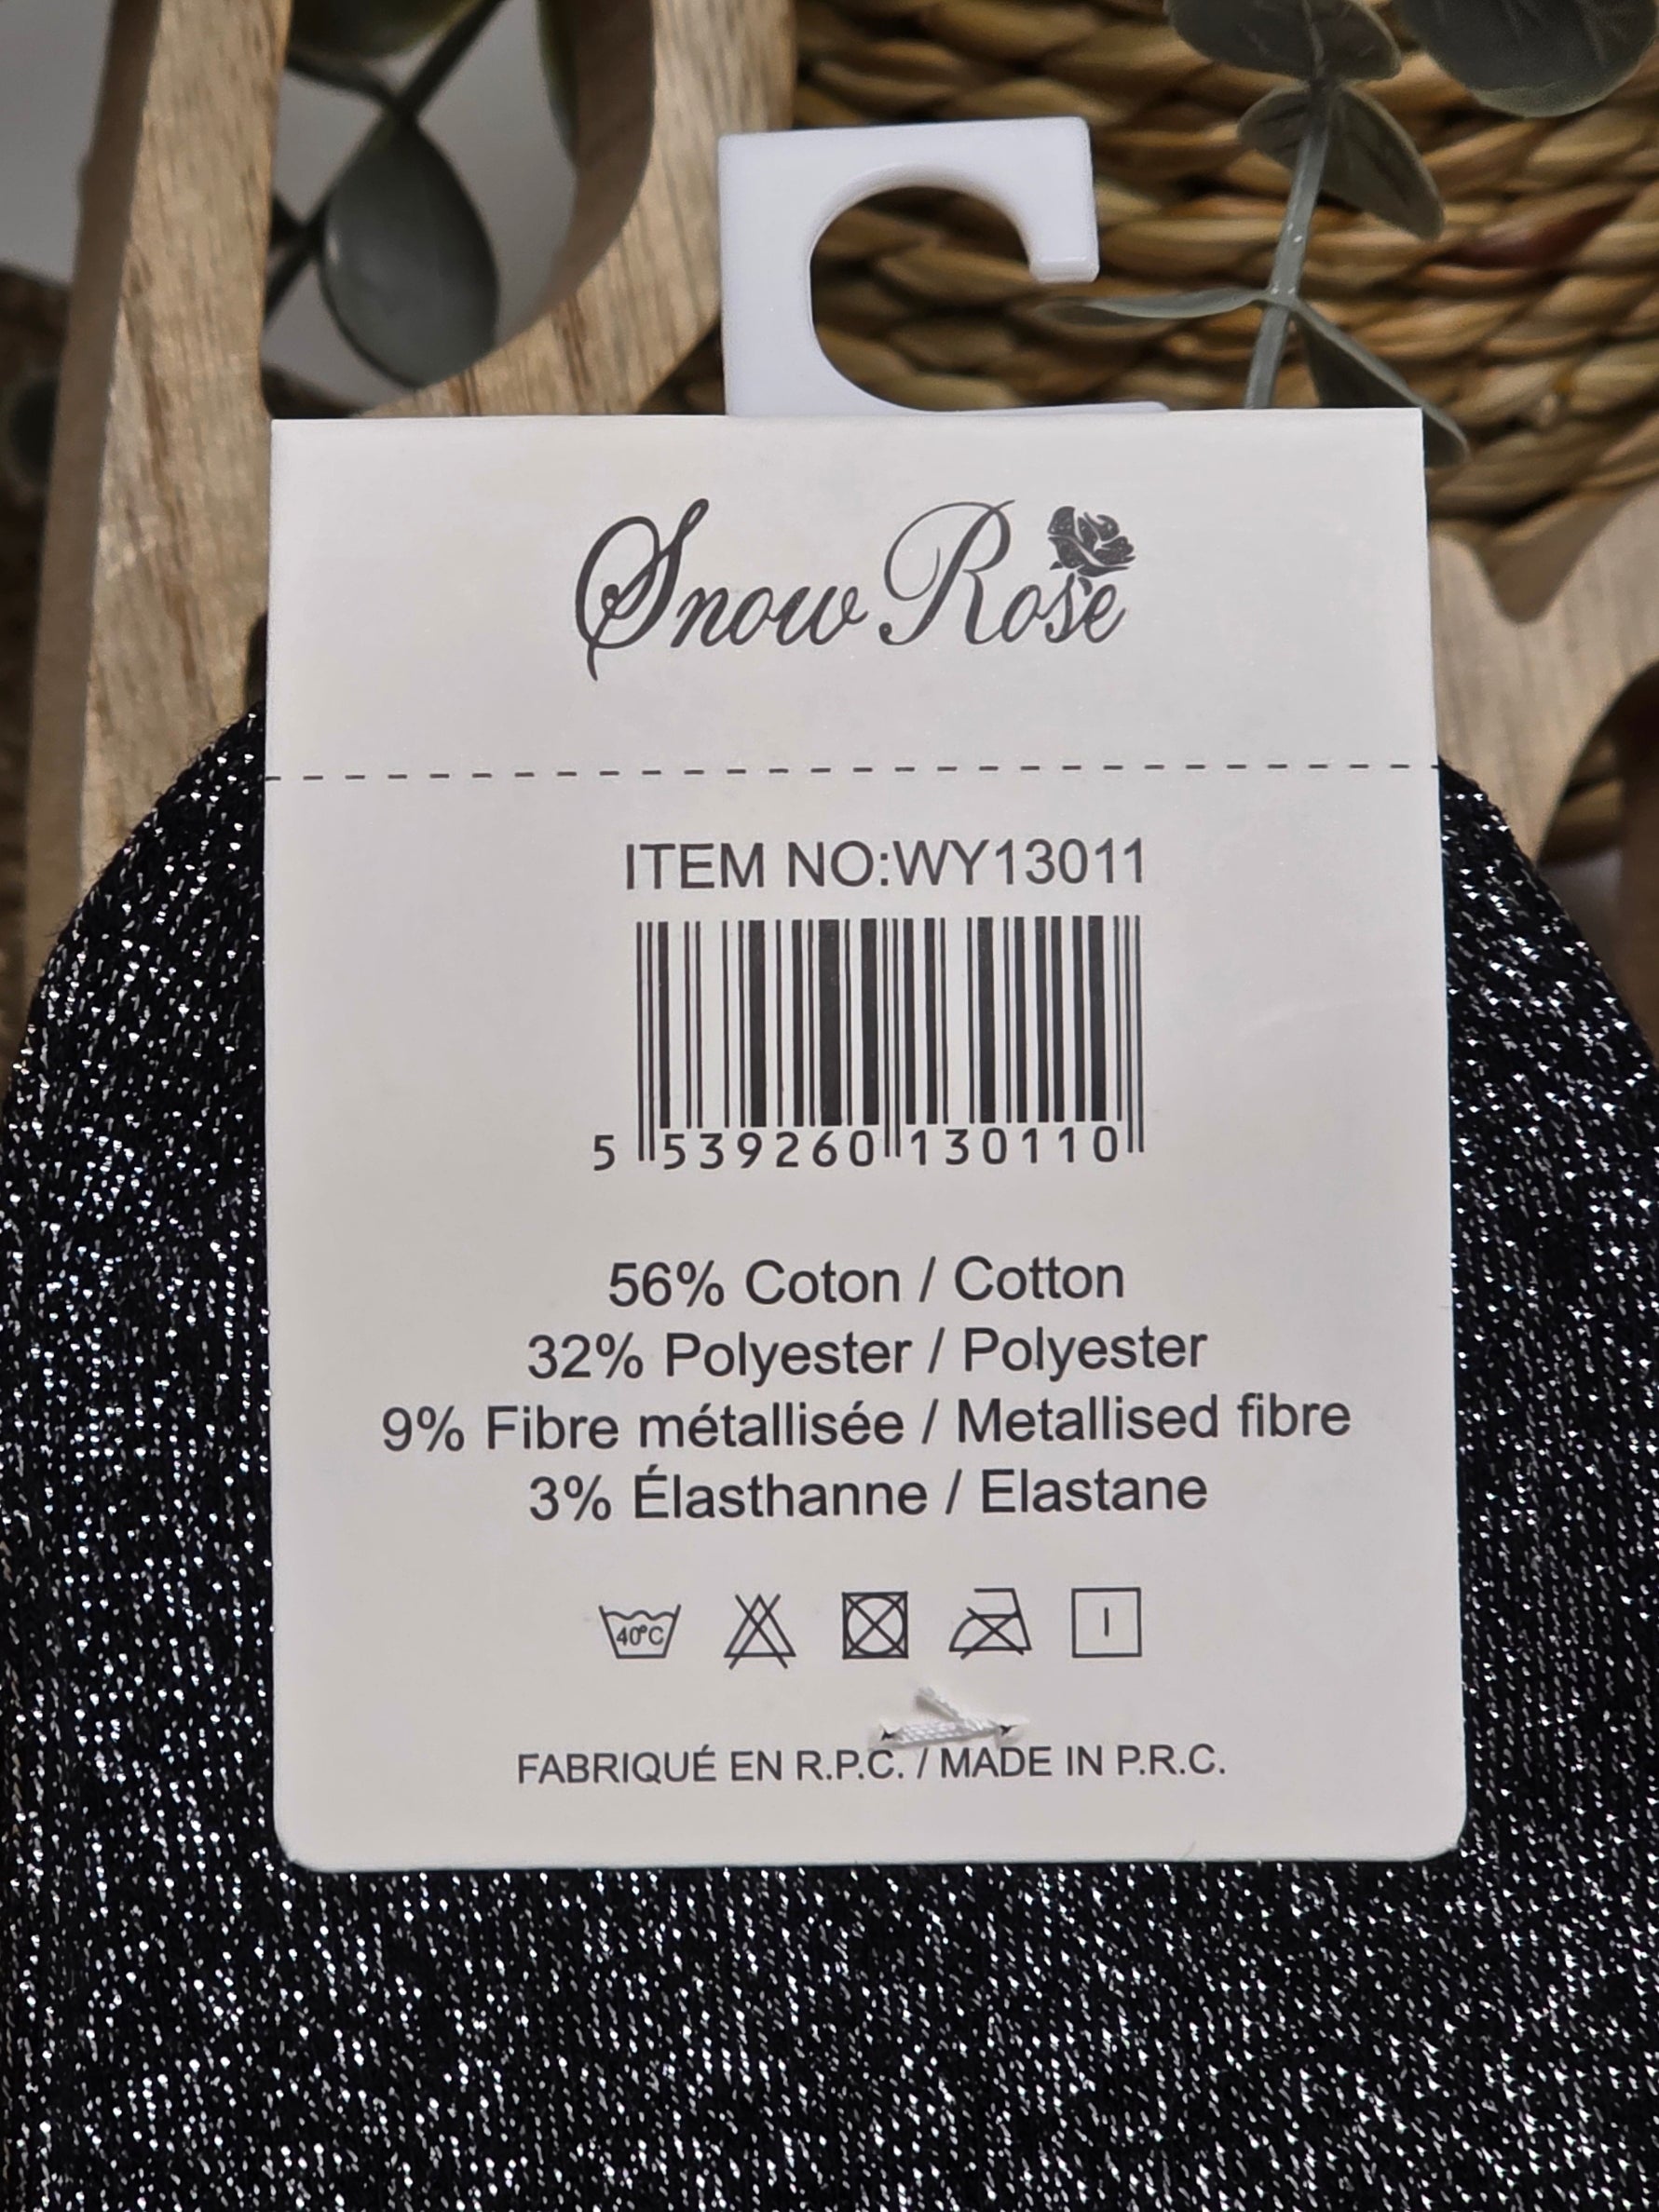 Snow Rose
ITEM NO:WY13011
5 539260 130110
56% Coton / Cotton
32% Polyester / Polyester
9% Fibre métallisée / Metallised fibre
3% Élasthanne / Elastane
40°C
FABRIQUÉ EN R.P.C. / MADE IN P.R.C.